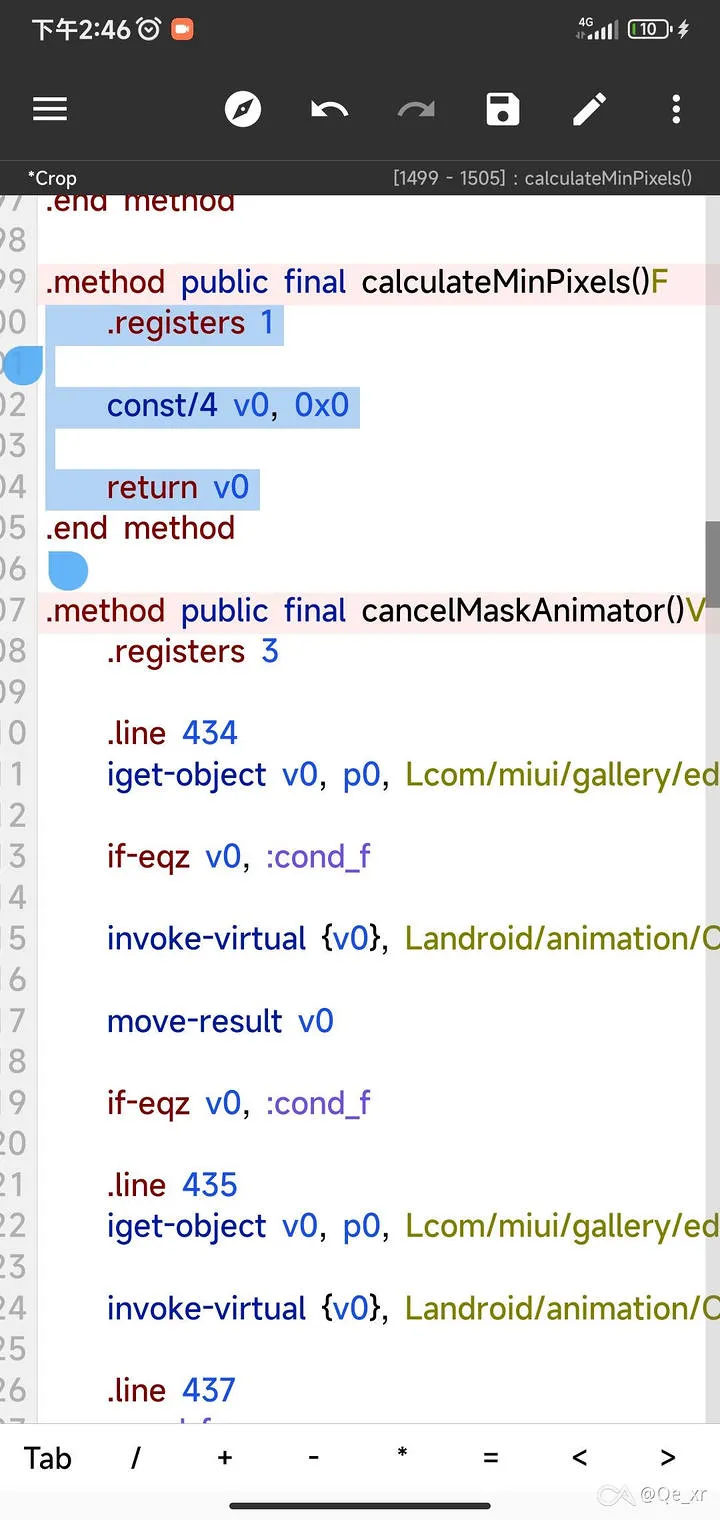 下午2:46
4G
10
*Crop
[1499 - 1505] : calculateMinPixels()
97 .end method
98
99 .method public final calculateMinPixels()F
00 .registers 1
01
02 const/4 v0, 0x0
03
04 return v0
05 .end method
06
07 .method public final cancelMaskAnimator()V
08 .registers 3
09
10 .line 434
11 iget-object v0, p0, Lcom/miui/gallery/ed
12
13 if-eqz v0, :cond_f
14
15 invoke-virtual {v0}, Landroid/animation/O
16
17 move-result v0
18
19 if-eqz v0, :cond_f
20
21 .line 435
22 iget-object v0, p0, Lcom/miui/gallery/ed
23
24 invoke-virtual {v0}, Landroid/animation/O
25
26 .line 437
Tab / + - * = < >
@Qe_xr